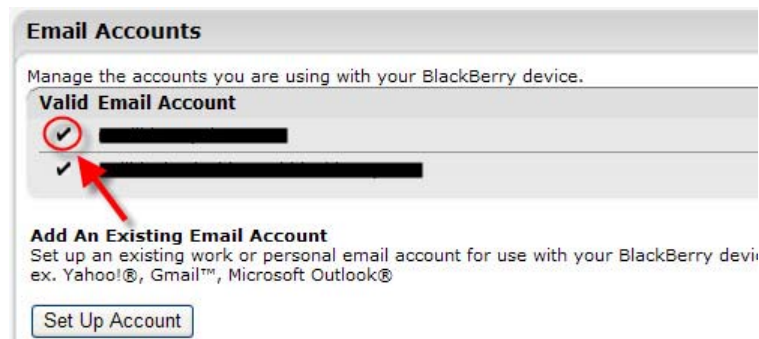 Email Accounts
Manage the accounts you are using with your BlackBerry device.
Valid Email Account
Add An Existing Email Account
Set up an existing work or personal email account for use with your BlackBerry
ex. Yahoo!®, Gmail™, Microsoft Outlook®
Set Up Account